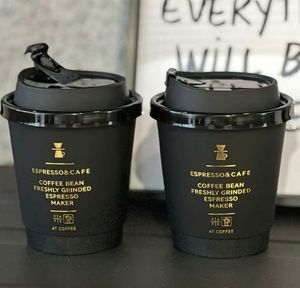 EVERYT
WILL B
ESPRESSO&CAFE
COFFEE BEAN
FRESHLY GRINDED
ESPRESSO
MAKER
AT COFFEE
ESPRESSO&CAFE
COFFEE BEAN
FRESHLY GRINDED
ESPRESSO
MAKER
AT COFFEE